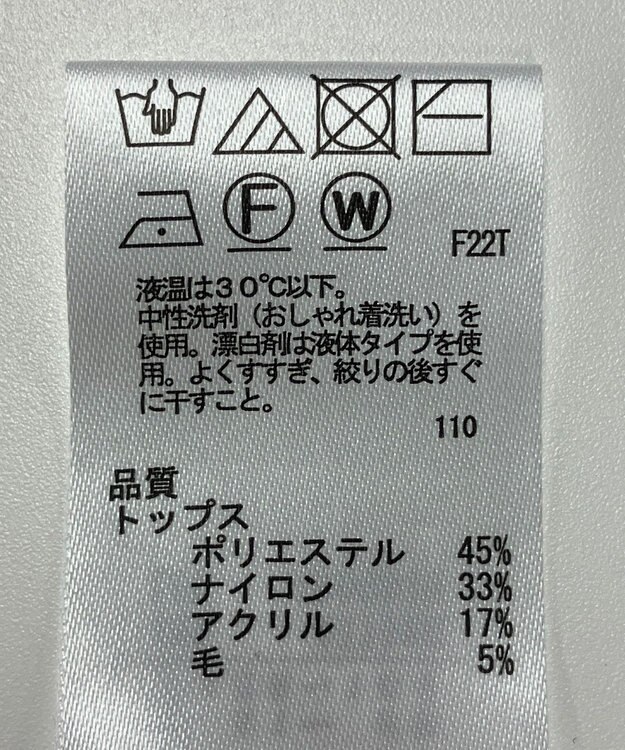 F W F22T
液温は30℃以下。
中性洗剤（おしゃれ着洗い）を
使用。漂白剤は液体タイプを使
用。よくすすぎ、絞りの後すぐ
に干すこと。
110
品質
トップス
ポリエステル 45%
ナイロン 33%
アクリル 17%
毛 5%